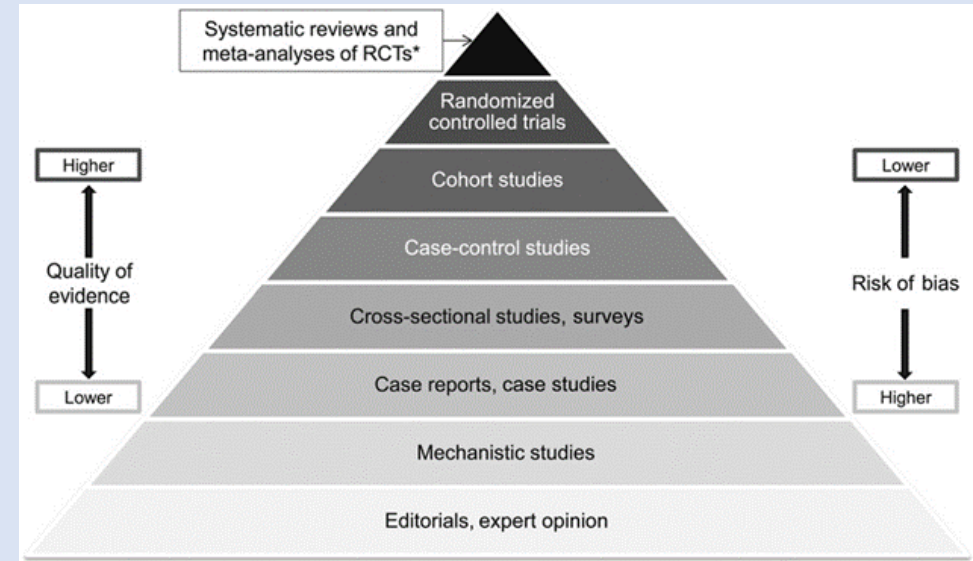 Systematic reviews and
meta-analyses of RCTs*
Randomized
controlled trials
Higher
Lower
Cohort studies
Case-control studies
Quality of
evidence
Risk of bias
Cross-sectional studies, surveys
Case reports, case studies
Lower
Higher
Mechanistic studies
Editorials, expert opinion